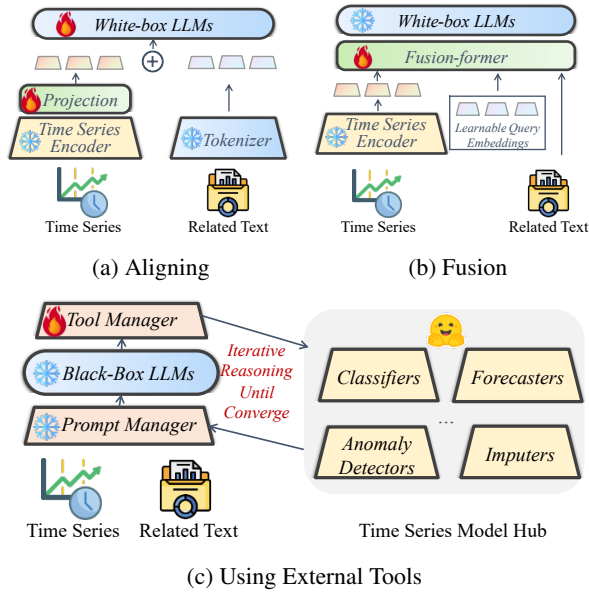 White-box LLMs
Projection
Time Series
Encoder
Tokenizer
Time Series
Related Text
(a) Aligning
White-box LLMs
Fusion-former
Time Series
Encoder
Learnable Query
Embeddings
Time Series
Related Text
(b) Fusion
Tool Manager
Black-Box LLMs
Prompt Manager
Iterative
Reasoning
Until
Converge
Classifiers
Forecasters
...
Anomaly
Detectors
Imputers
Time Series
Related Text
Time Series Model Hub
(c) Using External Tools